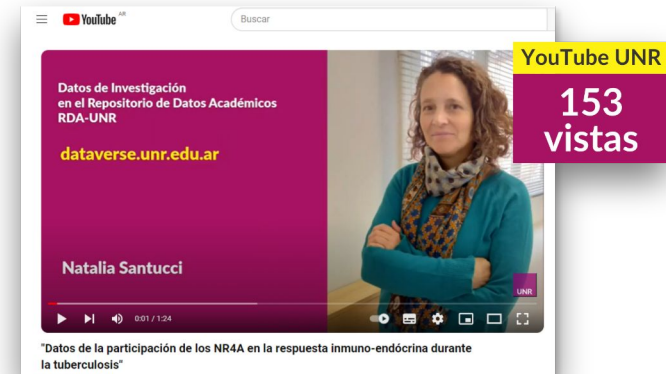 YouTube AR
Buscar
YouTube UNR
153
vistas
Datos de Investigación
en el Repositorio de Datos Académicos
RDA-UNR
dataverse.unr.edu.ar
Natalia Santucci
UNR
0:01 / 1:24
"Datos de la participación de los NR4A en la respuesta inmuno-endócrina durante
la tuberculosis"